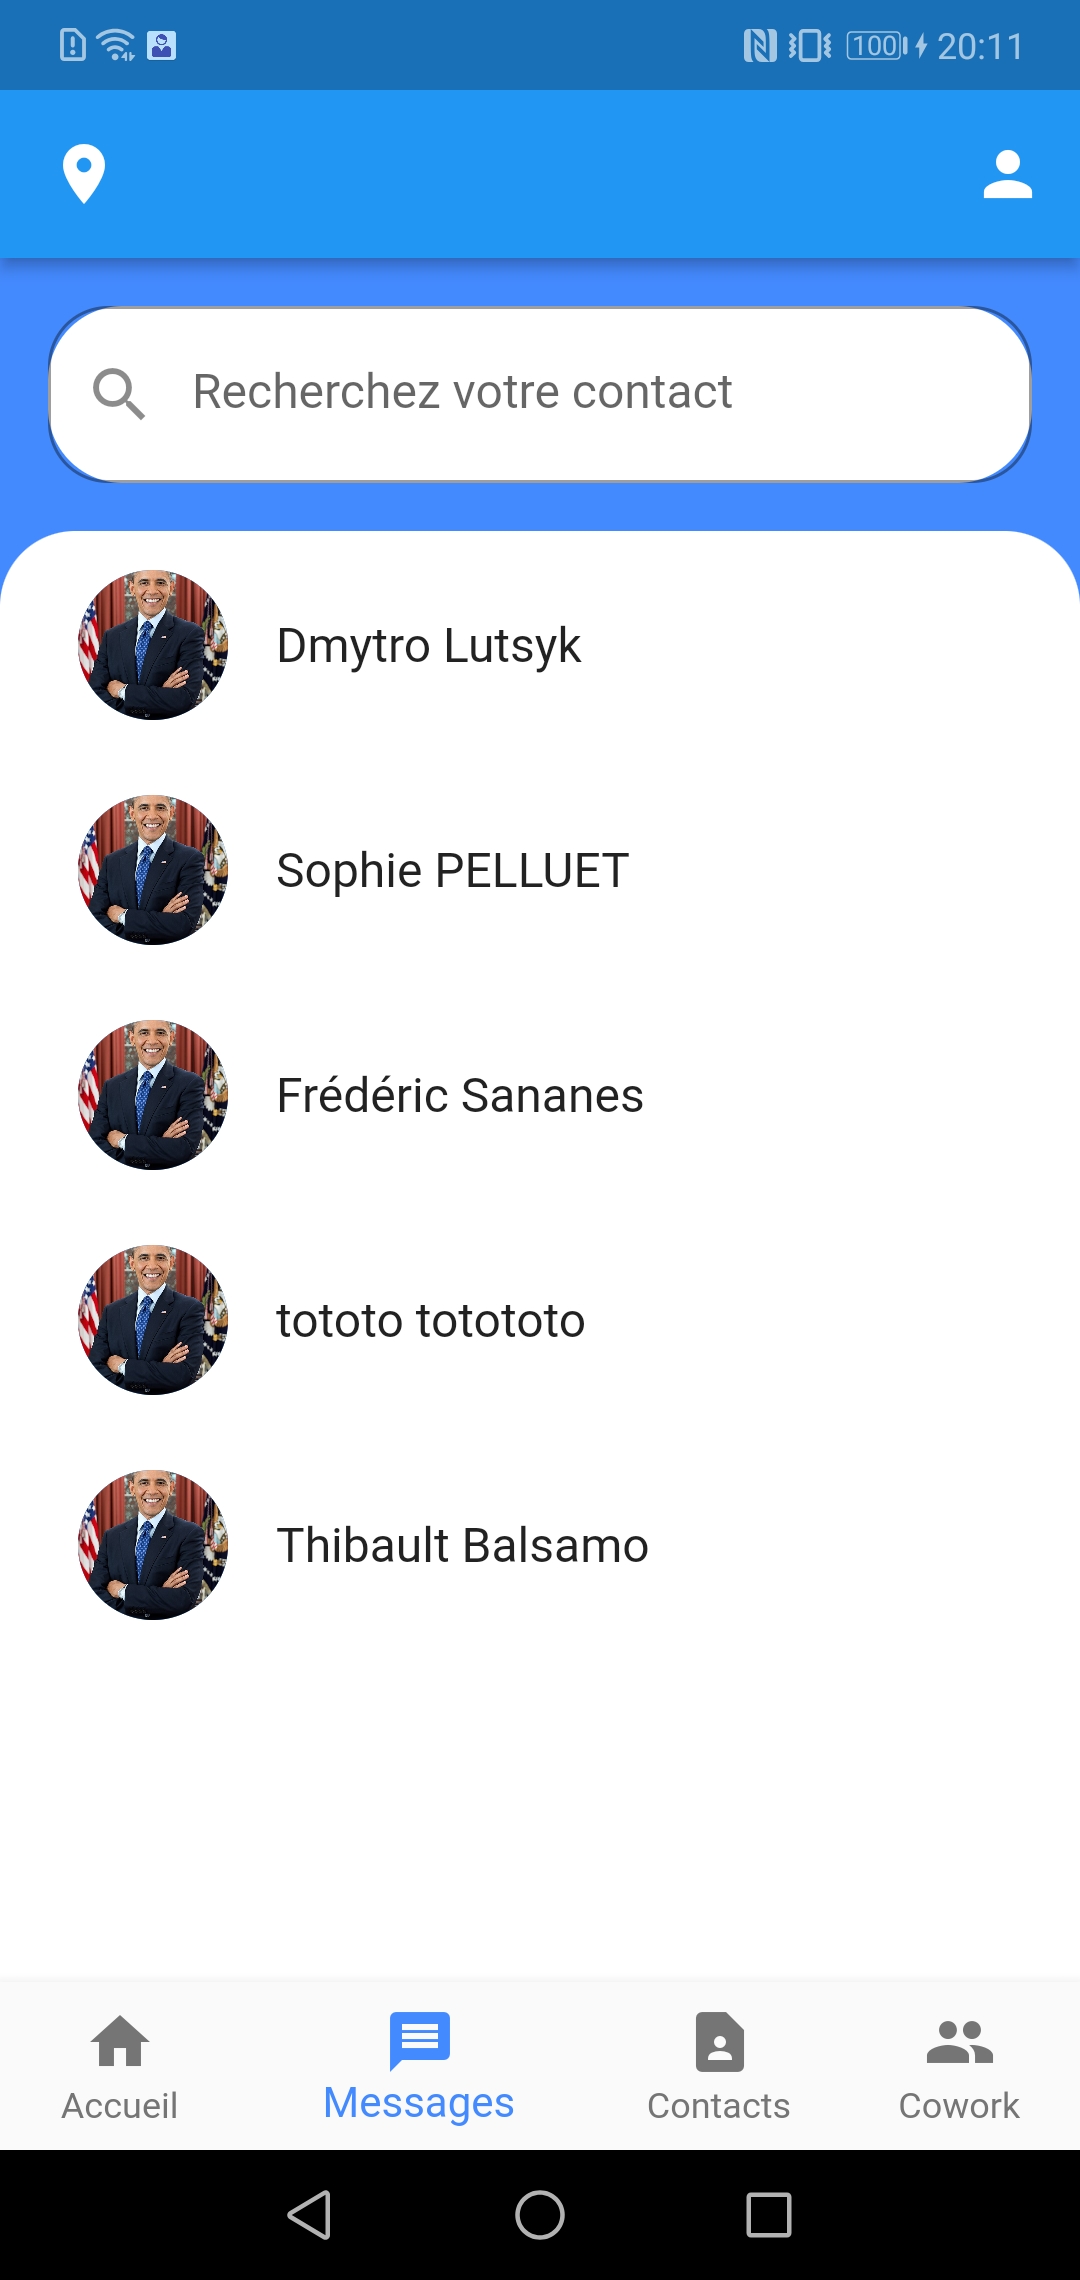 100 20:11
Recherchez votre contact
Dmytro Lutsyk
Sophie PELLUET
Frédéric Sananes
tototo totototo
Thibault Balsamo
Accueil Messages Contacts Cowork